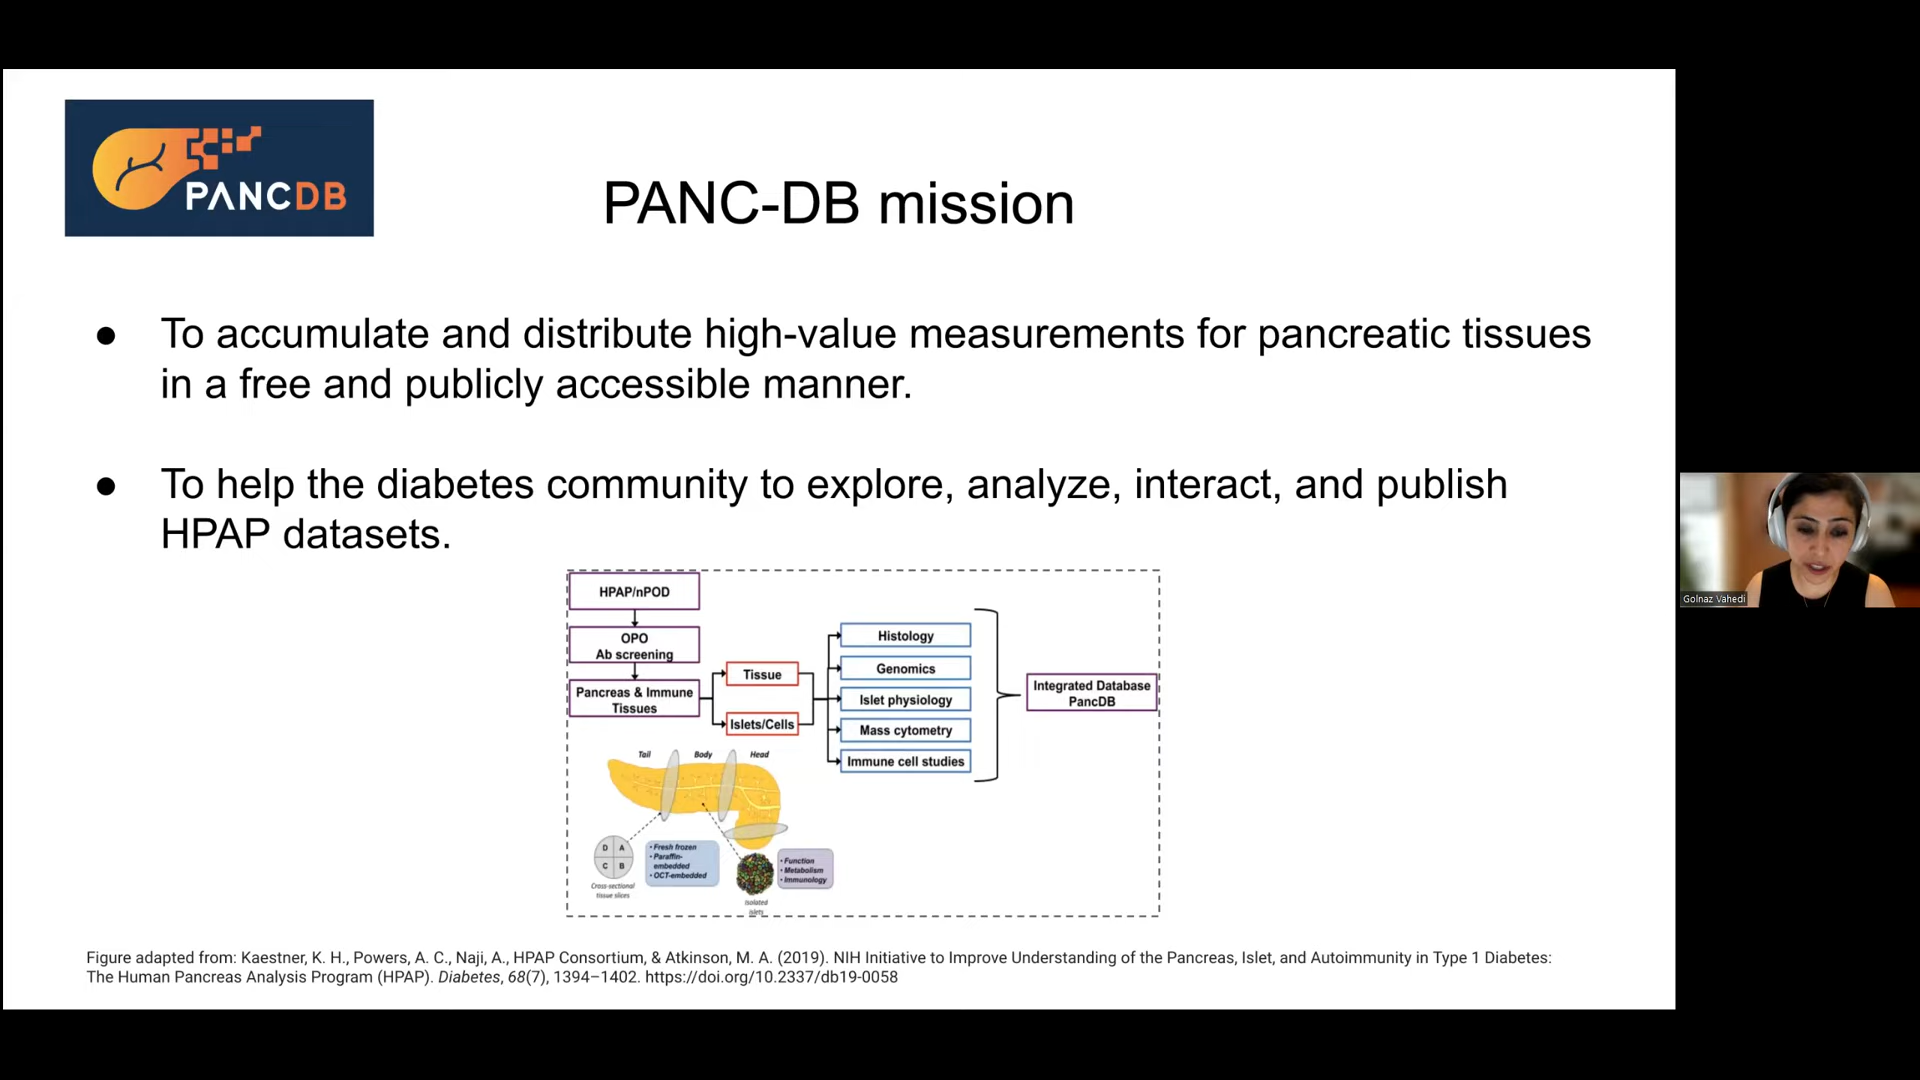 PANCDB
PANC-DB mission
● To accumulate and distribute high-value measurements for pancreatic tissues
in a free and publicly accessible manner.
● To help the diabetes community to explore, analyze, interact, and publish
HPAP datasets.
HPAP/nPOD
OPO
Ab screening
Pancreas & Immune
Tissues
Tissue
Islets/Cells
Histology
Genomics
Islet physiology
Mass cytometry
Immune cell studies
Integrated Database
PancDB
Tail Body Head
D A
C B
Cross-sectional
tissue slices
• Fresh frozen
• Paraffin-
embedded
• OCT-embedded
Isolated
islets
• Function
• Metabolism
• Immunology
Golnaz Vahedi
Figure adapted from: Kaestner, K. H., Powers, A. C., Naji, A., HPAP Consortium, & Atkinson, M. A. (2019). NIH Initiative to Improve Understanding of the Pancreas, Islet, and Autoimmunity in Type 1 Diabetes:
The Human Pancreas Analysis Program (HPAP). Diabetes, 68(7), 1394–1402. https://doi.org/10.2337/db19-0058